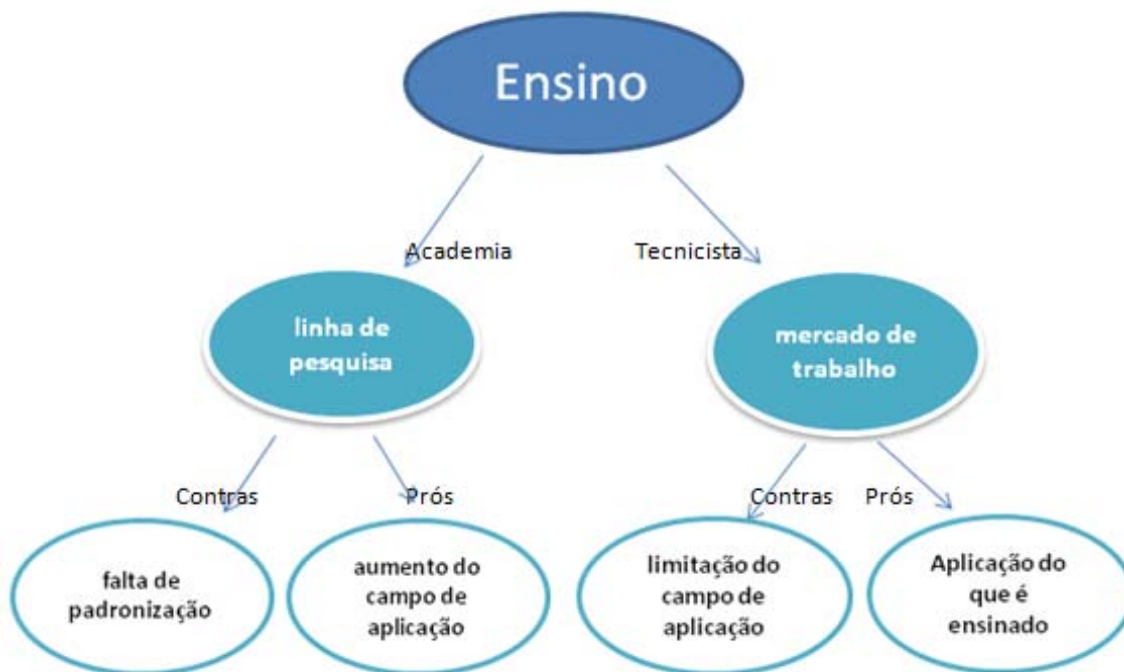 Ensino
Academia
Tecnicista
linha de
pesquisa
mercado de
trabalho
Contras
Prós
Contras
Prós
falta de
padronização
aumento do
campo de
aplicação
limitação do
campo de
aplicação
Aplicação do
que é
ensinado